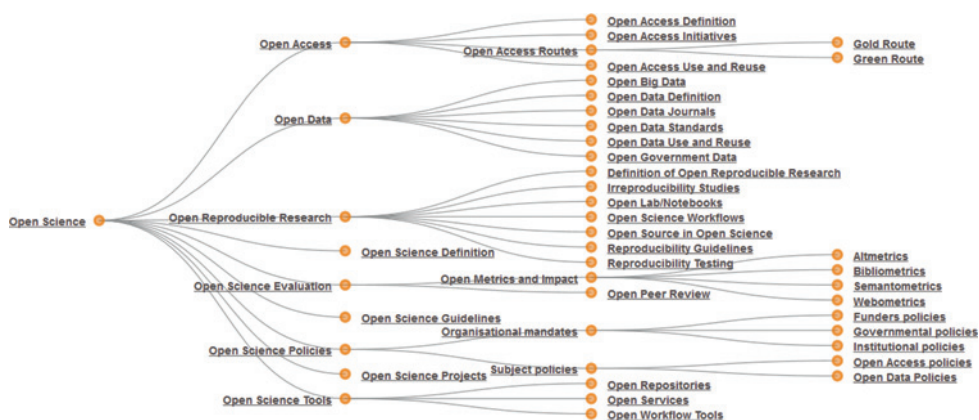 Open Science
Open Access
Open Access Definition
Open Access Initiatives
Open Access Routes
Gold Route
Green Route
Open Access Use and Reuse
Open Data
Open Big Data
Open Data Definition
Open Data Journals
Open Data Standards
Open Data Use and Reuse
Open Government Data
Open Reproducible Research
Definition of Open Reproducible Research
Irreproducibility Studies
Open Lab/Notebooks
Open Science Workflows
Open Source in Open Science
Reproducibility Guidelines
Reproducibility Testing
Open Science Definition
Open Science Evaluation
Open Metrics and Impact
Altmetrics
Bibliometrics
Semantometrics
Webometrics
Open Peer Review
Open Science Guidelines
Open Science Policies
Organisational mandates
Funders policies
Governmental policies
Institutional policies
Subject policies
Open Access policies
Open Data Policies
Open Science Projects
Open Science Tools
Open Repositories
Open Services
Open Workflow Tools